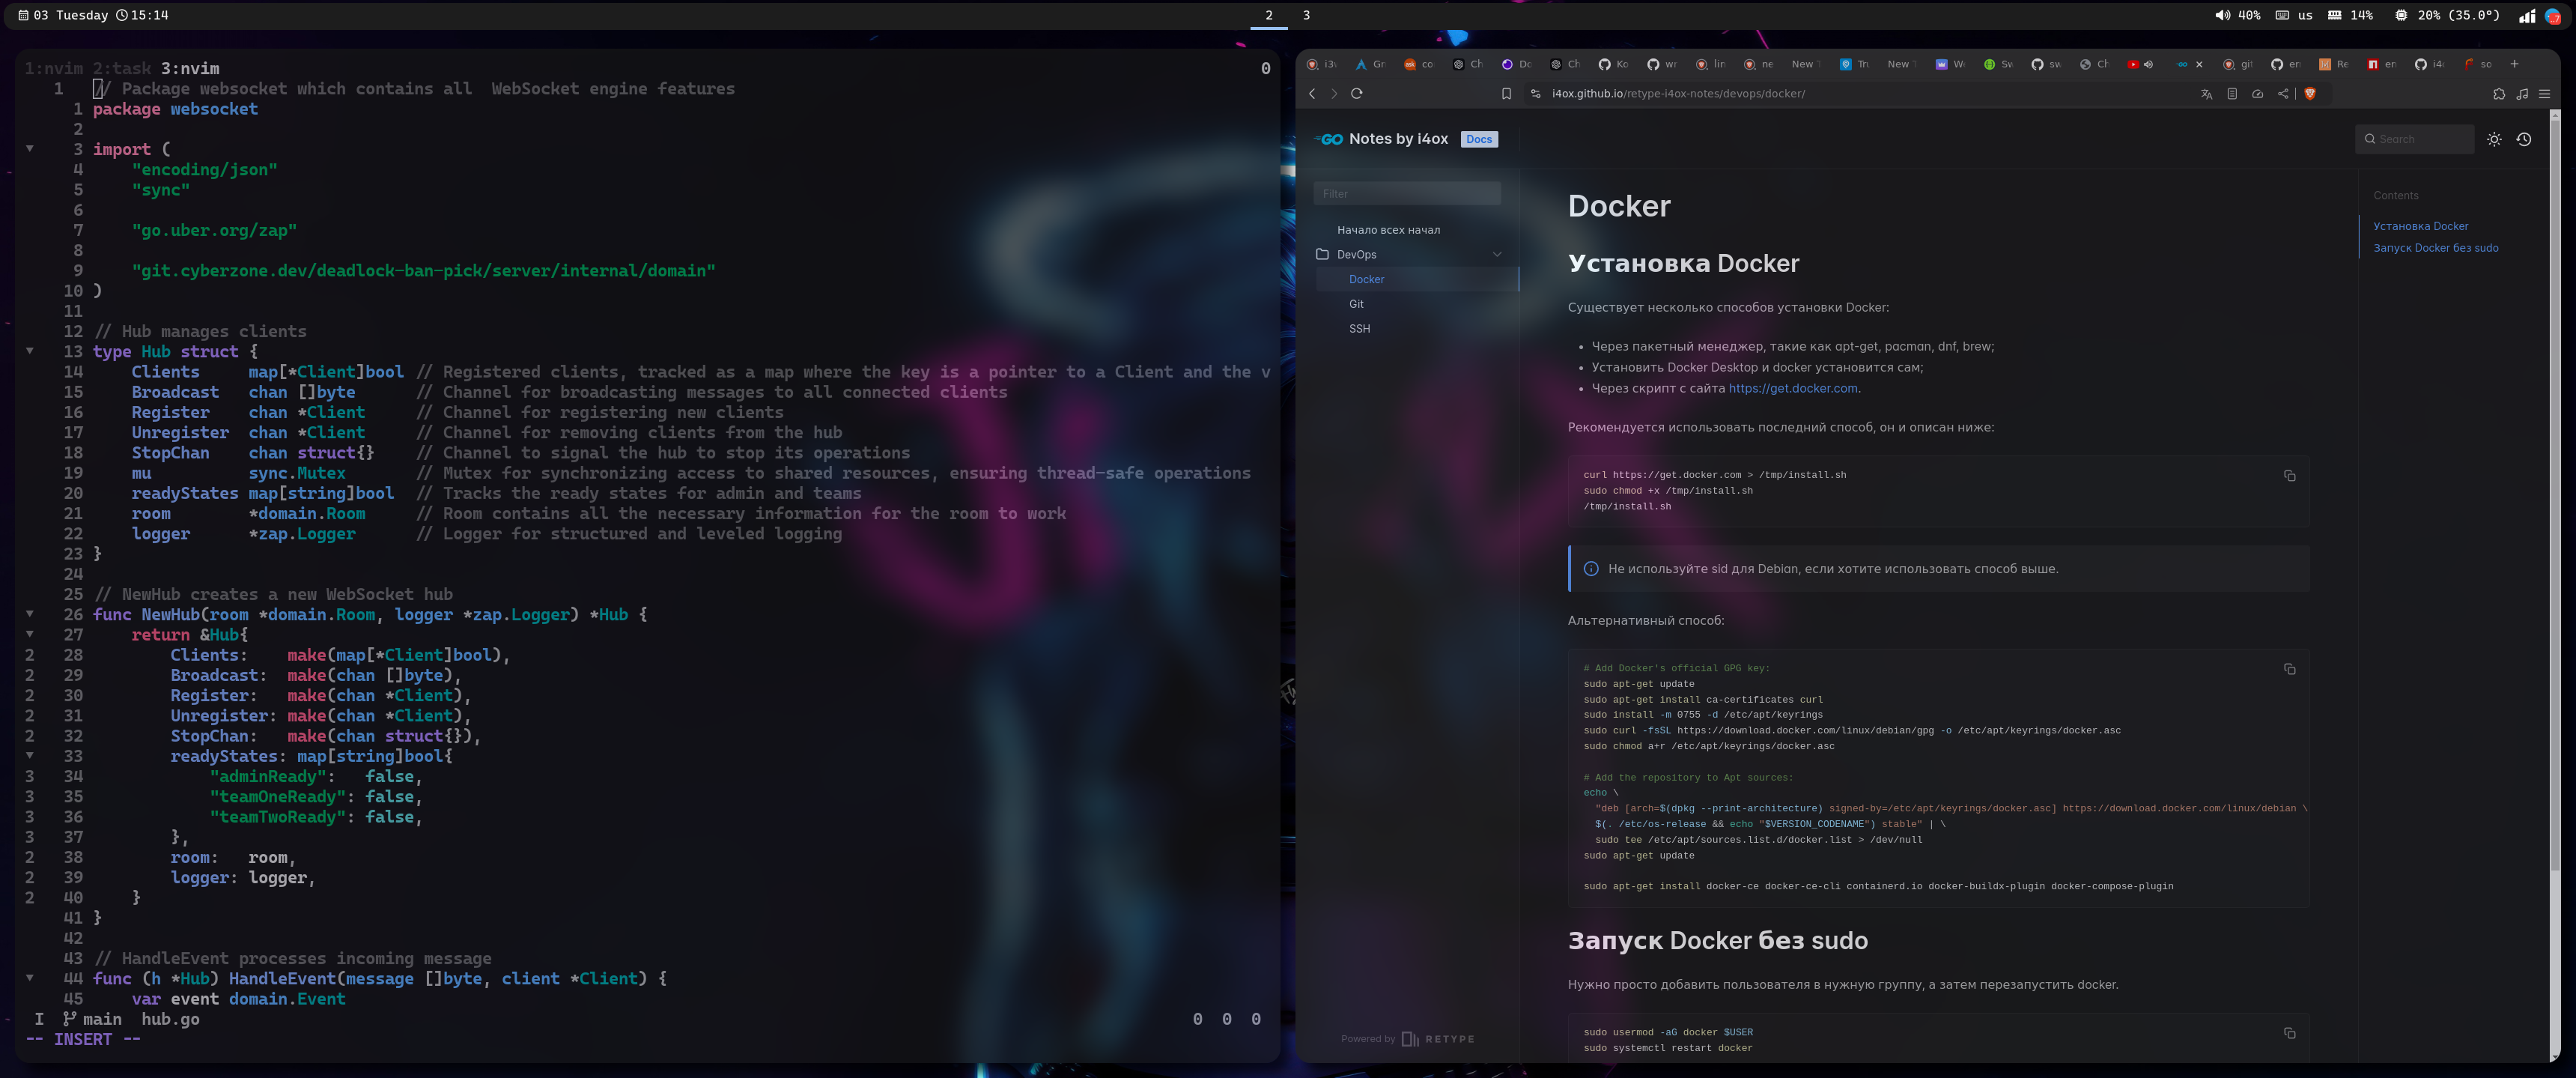 03 Tuesday 15:14
2 3
40% us 14% 20% (35.0°)
1:nvim 2:task 3:nvim 0
1 // Package websocket which contains all  WebSocket engine features
1 package websocket
2
3 import (
4 "encoding/json"
5 "sync"
6
7 "go.uber.org/zap"
8
9 "git.cyberzone.dev/deadlock-ban-pick/server/internal/domain"
10 )
11
12 // Hub manages clients
13 type Hub struct {
14 Clients map[*Client]bool // Registered clients, tracked as a map where the key is a pointer to a Client and the v
15 Broadcast chan []byte // Channel for broadcasting messages to all connected clients
16 Register chan *Client // Channel for registering new clients
17 Unregister chan *Client // Channel for removing clients from the hub
18 StopChan chan struct{} // Channel to signal the hub to stop its operations
19 mu sync.Mutex // Mutex for synchronizing access to shared resources, ensuring thread-safe operations
20 readyStates map[string]bool // Tracks the ready states for admin and teams
21 room *domain.Room // Room contains all the necessary information for the room to work
22 logger *zap.Logger // Logger for structured and leveled logging
23 }
24
25 // NewHub creates a new WebSocket hub
26 func NewHub(room *domain.Room, logger *zap.Logger) *Hub {
27 return &Hub{
2 28 Clients: make(map[*Client]bool),
2 29 Broadcast: make(chan []byte),
2 30 Register: make(chan *Client),
2 31 Unregister: make(chan *Client),
2 32 StopChan: make(chan struct{}),
33 readyStates: map[string]bool{
3 34 "adminReady": false,
3 35 "teamOneReady": false,
3 36 "teamTwoReady": false,
3 37 },
2 38 room: room,
2 39 logger: logger,
2 40 }
41 }
42
43 // HandleEvent processes incoming message
44 func (h *Hub) HandleEvent(message []byte, client *Client) {
45 var event domain.Event
I main hub.go 0 0 0
-- INSERT --
i4ox.github.io/retype-i4ox-notes/devops/docker/
GO Notes by i4ox Docs
Search
Filter
Начало всех начал
DevOps
Docker
Git
SSH
Powered by RETYPE
Docker
Установка Docker
Существует несколько способов установки Docker:
• Через пакетный менеджер, такие как apt-get, pacman, dnf, brew;
• Установить Docker Desktop и docker установится сам;
• Через скрипт с сайта https://get.docker.com.
Рекомендуется использовать последний способ, он и описан ниже:
curl https://get.docker.com > /tmp/install.sh
sudo chmod +x /tmp/install.sh
/tmp/install.sh
Не используйте sid для Debian, если хотите использовать способ выше.
Альтернативный способ:
# Add Docker's official GPG key:
sudo apt-get update
sudo apt-get install ca-certificates curl
sudo install -m 0755 -d /etc/apt/keyrings
sudo curl -fsSL https://download.docker.com/linux/debian/gpg -o /etc/apt/keyrings/docker.asc
sudo chmod a+r /etc/apt/keyrings/docker.asc
# Add the repository to Apt sources:
echo \
"deb [arch=$(dpkg --print-architecture) signed-by=/etc/apt/keyrings/docker.asc] https://download.docker.com/linux/debian \
$(. /etc/os-release && echo "$VERSION_CODENAME") stable" | \
sudo tee /etc/apt/sources.list.d/docker.list > /dev/null
sudo apt-get update
sudo apt-get install docker-ce docker-ce-cli containerd.io docker-buildx-plugin docker-compose-plugin
Запуск Docker без sudo
Нужно просто добавить пользователя в нужную группу, а затем перезапустить docker.
sudo usermod -aG docker $USER
sudo systemctl restart docker
Contents
Установка Docker
Запуск Docker без sudo